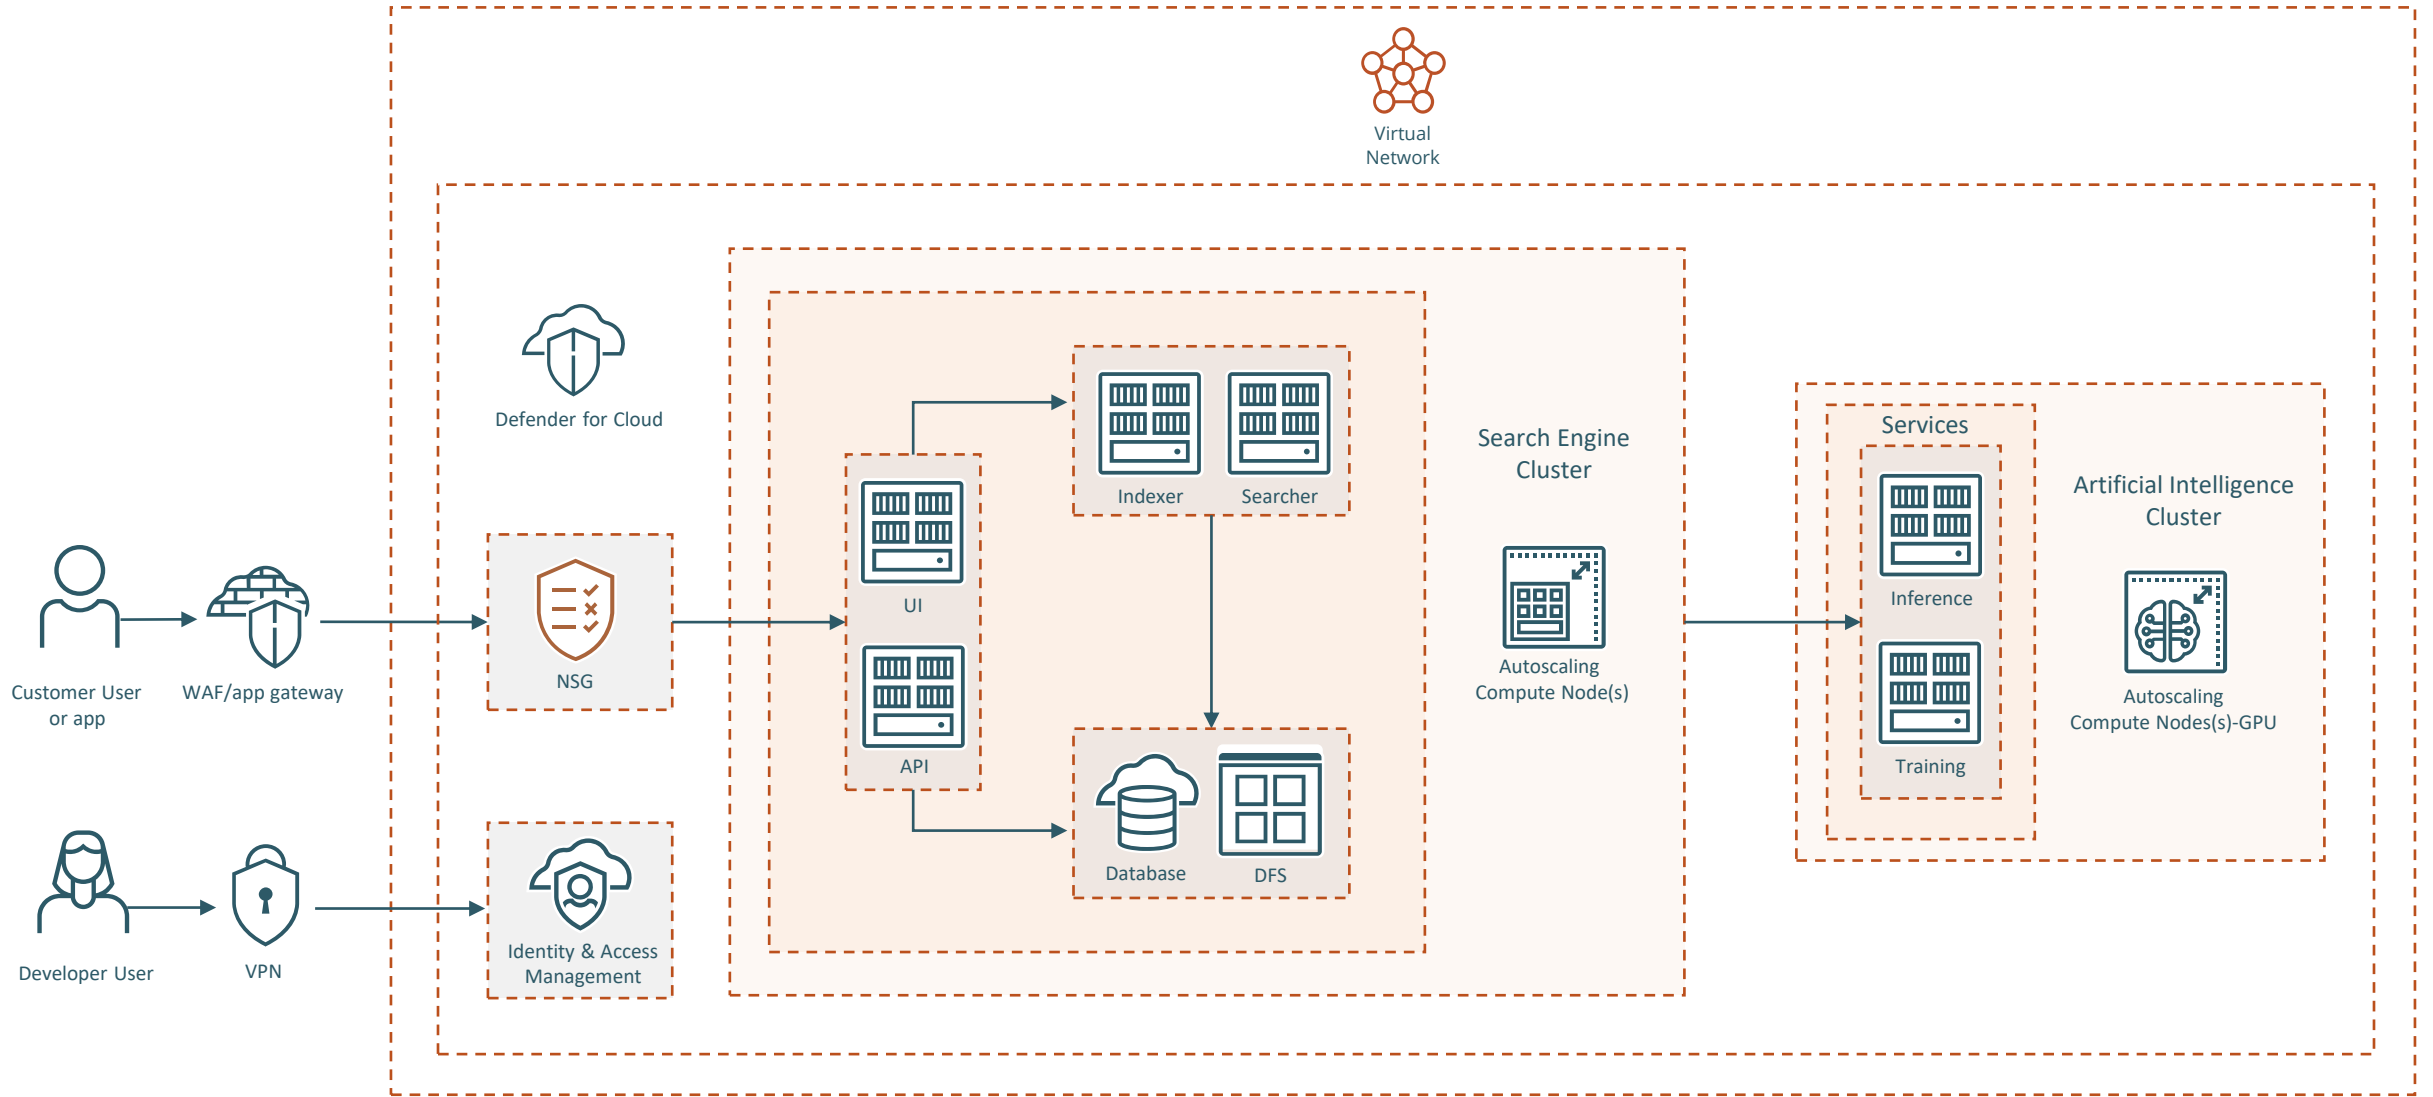 Virtual
Network
Defender for Cloud
Customer User
or app
WAF/app gateway
NSG
Developer User
VPN
Identity & Access
Management
UI
API
Indexer
Searcher
Database
DFS
Search Engine
Cluster
Autoscaling
Compute Node(s)
Services
Inference
Training
Artificial Intelligence
Cluster
Autoscaling
Compute Nodes(s)-GPU